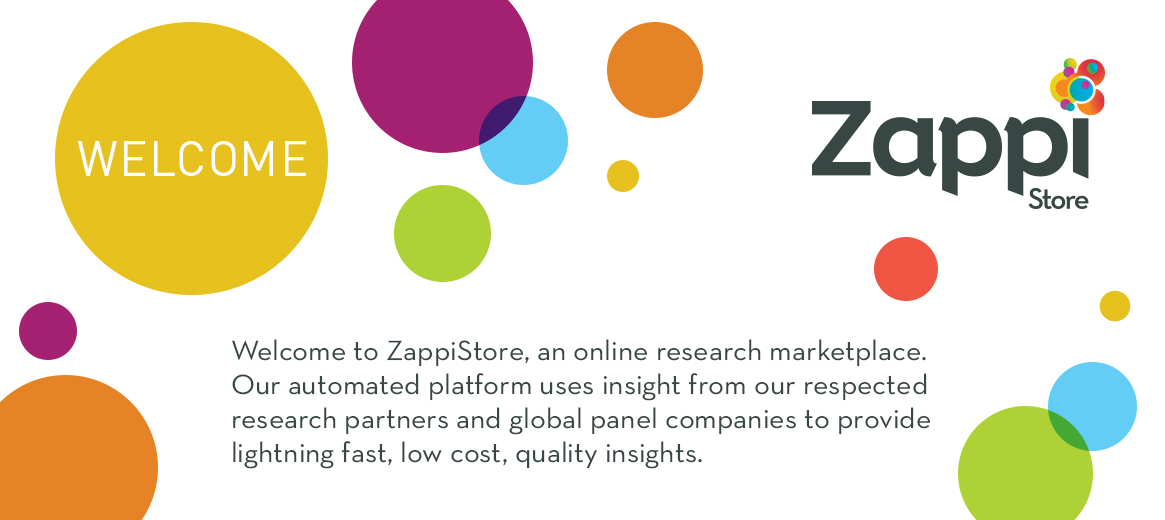 WELCOME
Zappi
Store
Welcome to ZappiStore, an online research marketplace.
Our automated platform uses insight from our respected
research partners and global panel companies to provide
lightning fast, low cost, quality insights.